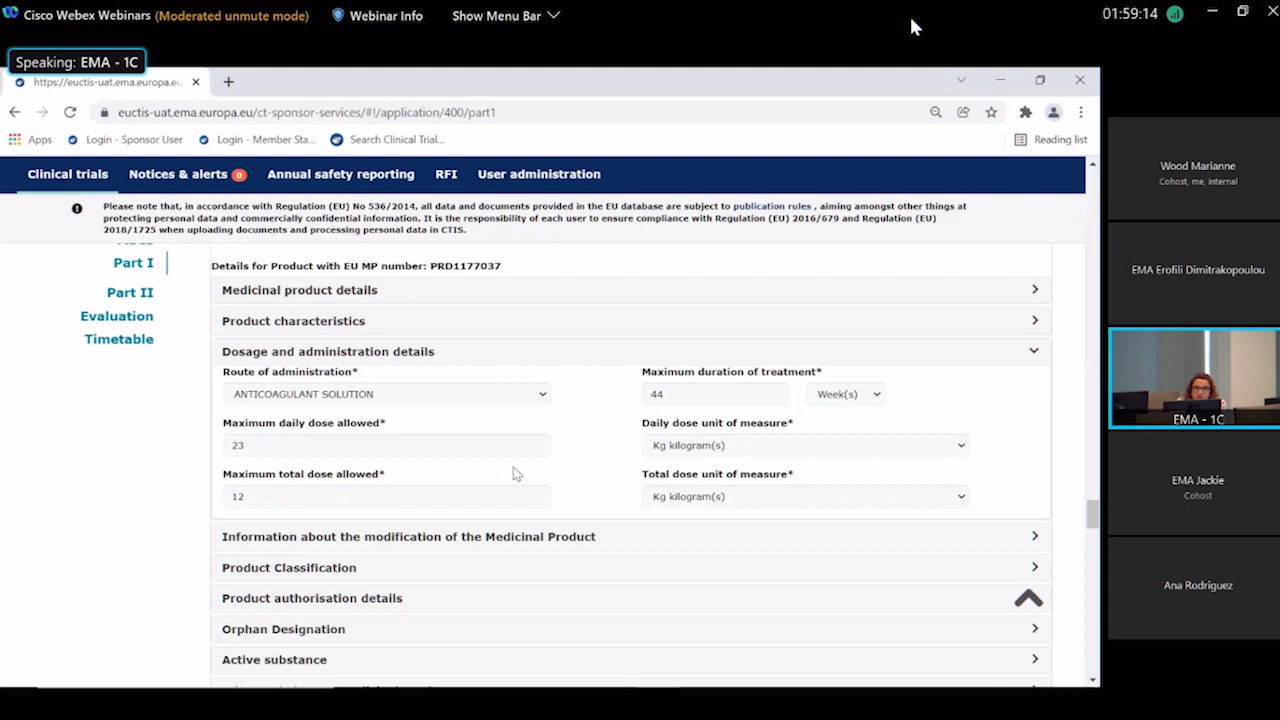 Cisco Webex Webinars (Moderated unmute mode) Webinar Info Show Menu Bar 01:59:14
Speaking: EMA - 1C
https://euctis-uat.ema.europa.eu
euctis-uat.ema.europa.eu/ct-sponsor-services/#!/application/400/part1
Apps Login - Sponsor User Login - Member Sta... Search Clinical Trial... Reading list
Clinical trials Notices & alerts 0 Annual safety reporting RFI User administration
Please note that, in accordance with Regulation (EU) No 536/2014, all data and documents provided in the EU database are subject to publication rules , aiming amongst other things at
protecting personal data and commercially confidential information. It is the responsibility of each user to ensure compliance with Regulation (EU) 2016/679 and Regulation (EU)
2018/1725 when uploading documents and processing personal data in CTIS.
Part I
Part II
Evaluation
Timetable
Details for Product with EU MP number: PRD1177037
Medicinal product details
Product characteristics
Dosage and administration details
Route of administration* Maximum duration of treatment*
ANTICOAGULANT SOLUTION 44 Week(s)
Maximum daily dose allowed* Daily dose unit of measure*
23 Kg kilogram(s)
Maximum total dose allowed* Total dose unit of measure*
12 Kg kilogram(s)
Information about the modification of the Medicinal Product
Product Classification
Product authorisation details
Orphan Designation
Active substance
Wood Marianne
Cohost, me, internal
EMA Erofili Dimitrakopoulou
EMA - 1C
EMA Jackie
Cohost
Ana Rodriguez